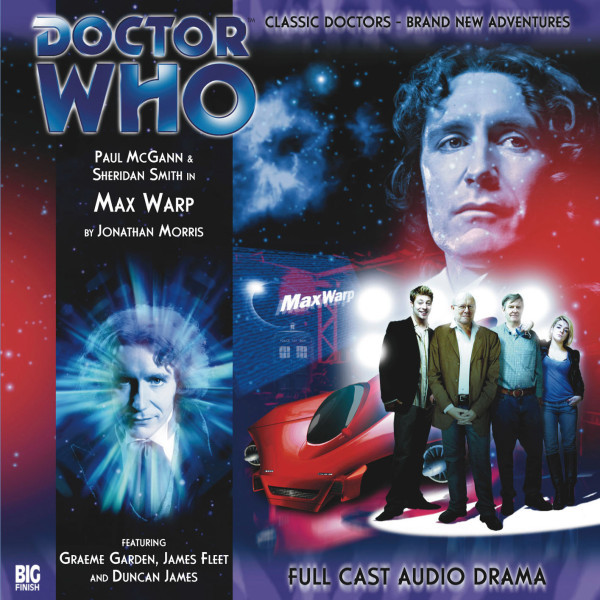 DOCTOR WHO
™ CLASSIC DOCTORS – BRAND NEW ADVENTURES
PAUL MCGANN &
SHERIDAN SMITH IN
MAX WARP
BY JONATHAN MORRIS
MaxWarp
FEATURING
GRAEME GARDEN, JAMES FLEET
AND DUNCAN JAMES
BIG
FINISH
FULL CAST AUDIO DRAMA